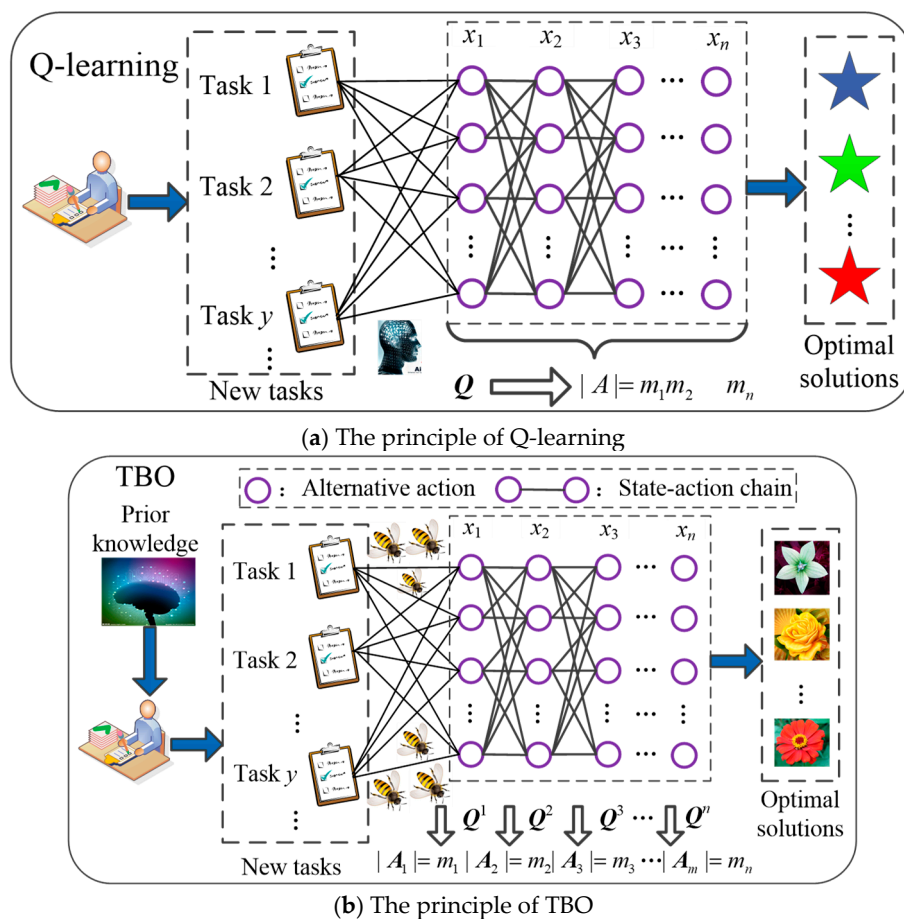 Q-learning
Task 1
Task 2
⋮
Task y
⋮
New tasks
x₁ x₂ x₃ xₙ
···
···
···
⋮ ⋮ ⋮ ⋮
···
Ai
Q | A |= m₁m₂ mₙ
⋮
Optimal
solutions
(a) The principle of Q-learning
TBO
: Alternative action : State-action chain
Prior
knowledge
Task 1
Task 2
⋮
Task y
⋮
New tasks
x₁ x₂ x₃ xₙ
···
···
···
⋮ ⋮ ⋮ ⋮
···
Q¹ Q² Q³ ··· Qⁿ
| A₁ |= m₁ | A₂ |= m₂ | A₃ |= m₃ ··· | Aₘ |= mₙ
⋮
Optimal
solutions
(b) The principle of TBO